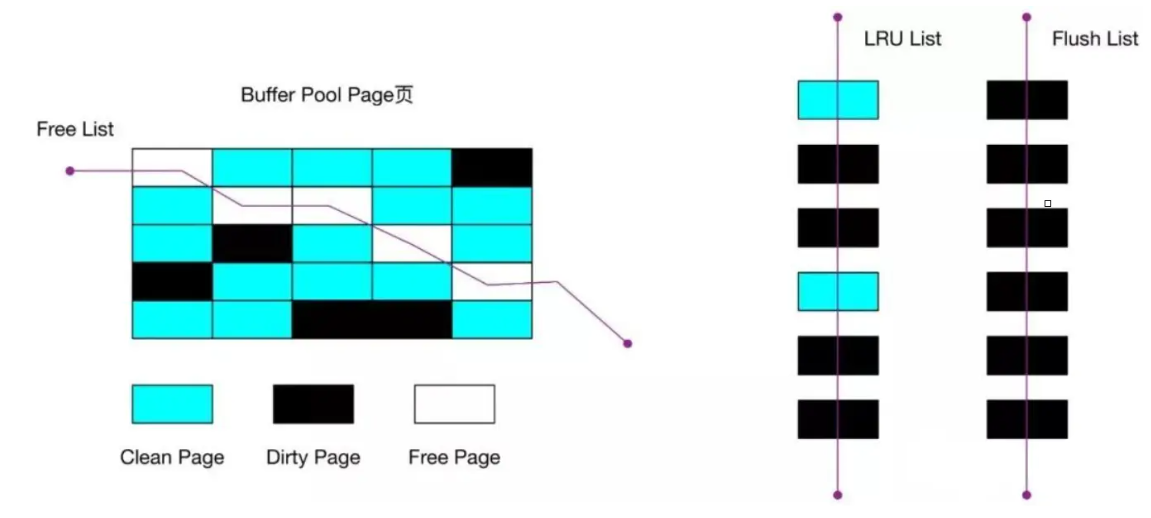 Buffer Pool Page页
Free List
Clean Page
Dirty Page
Free Page
LRU List
Flush List